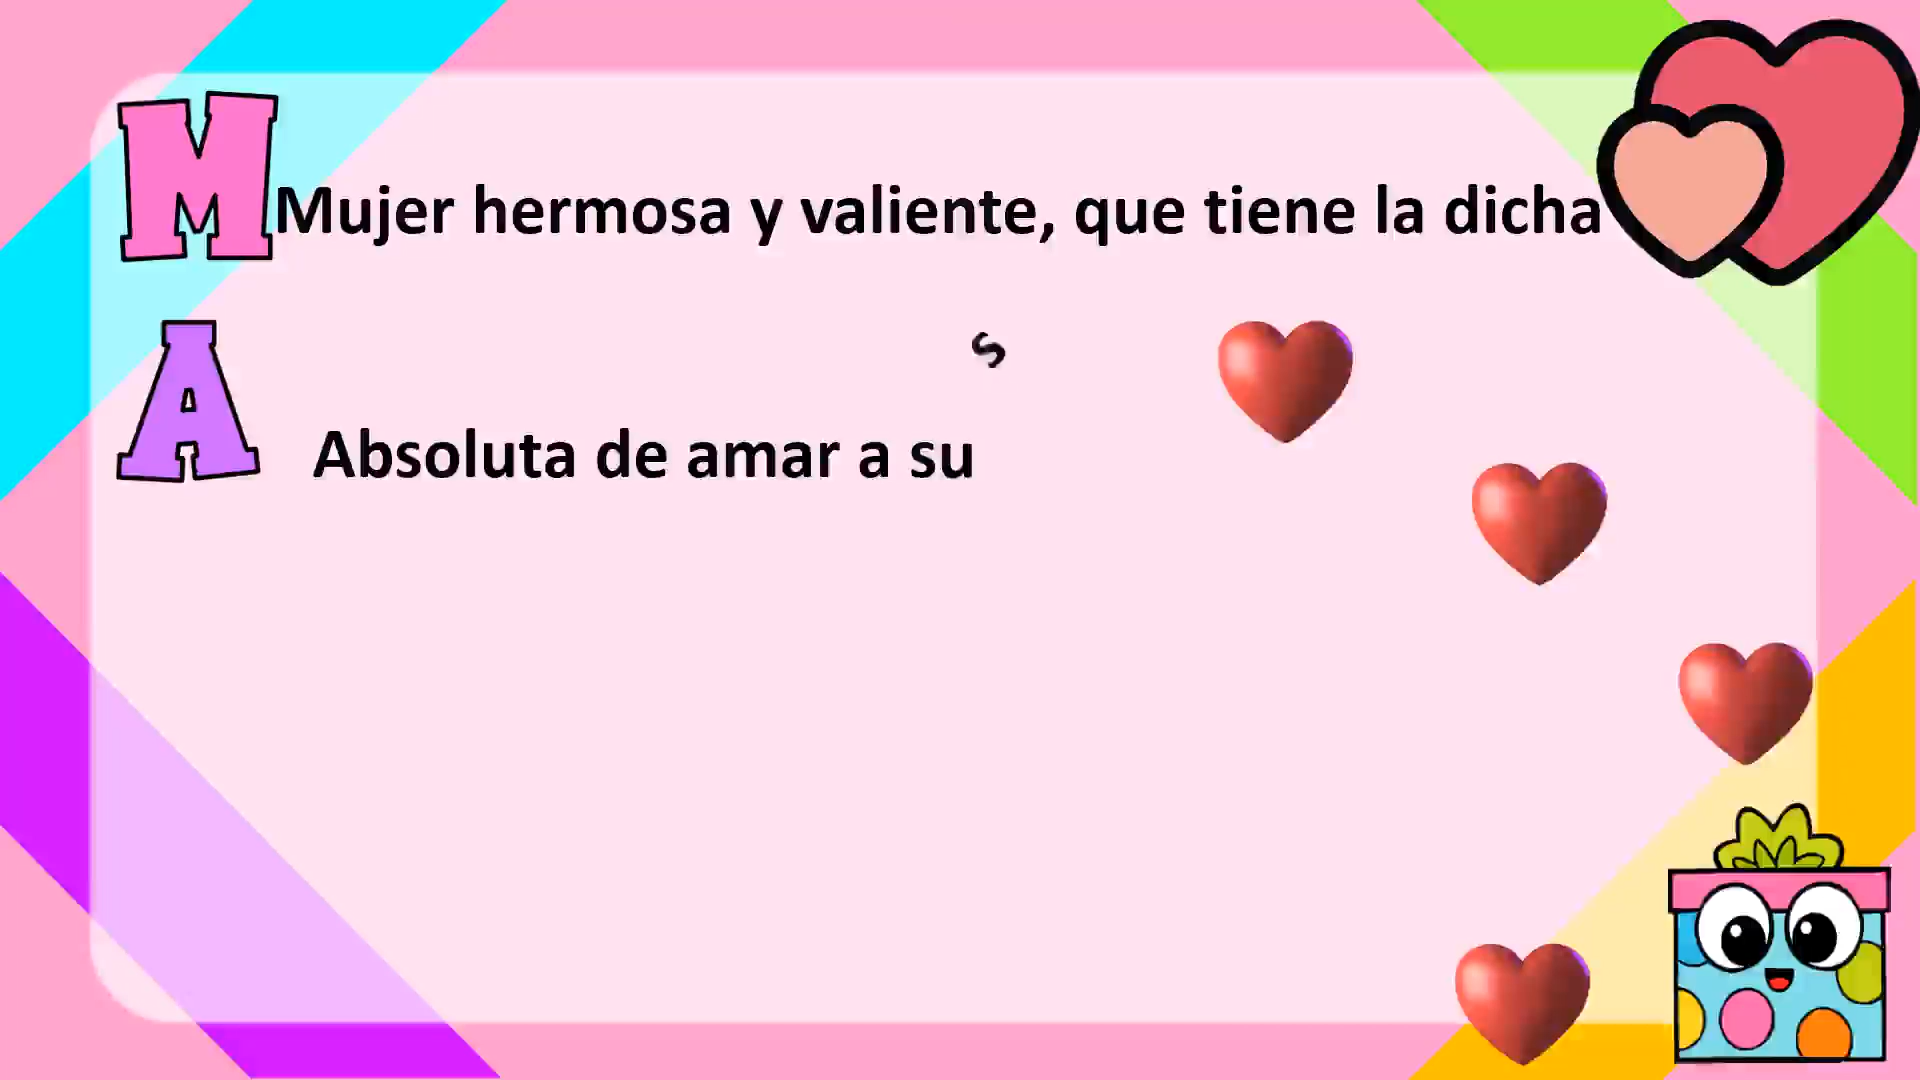 M Mujer hermosa y valiente, que tiene la dicha
s
A Absoluta de amar a su